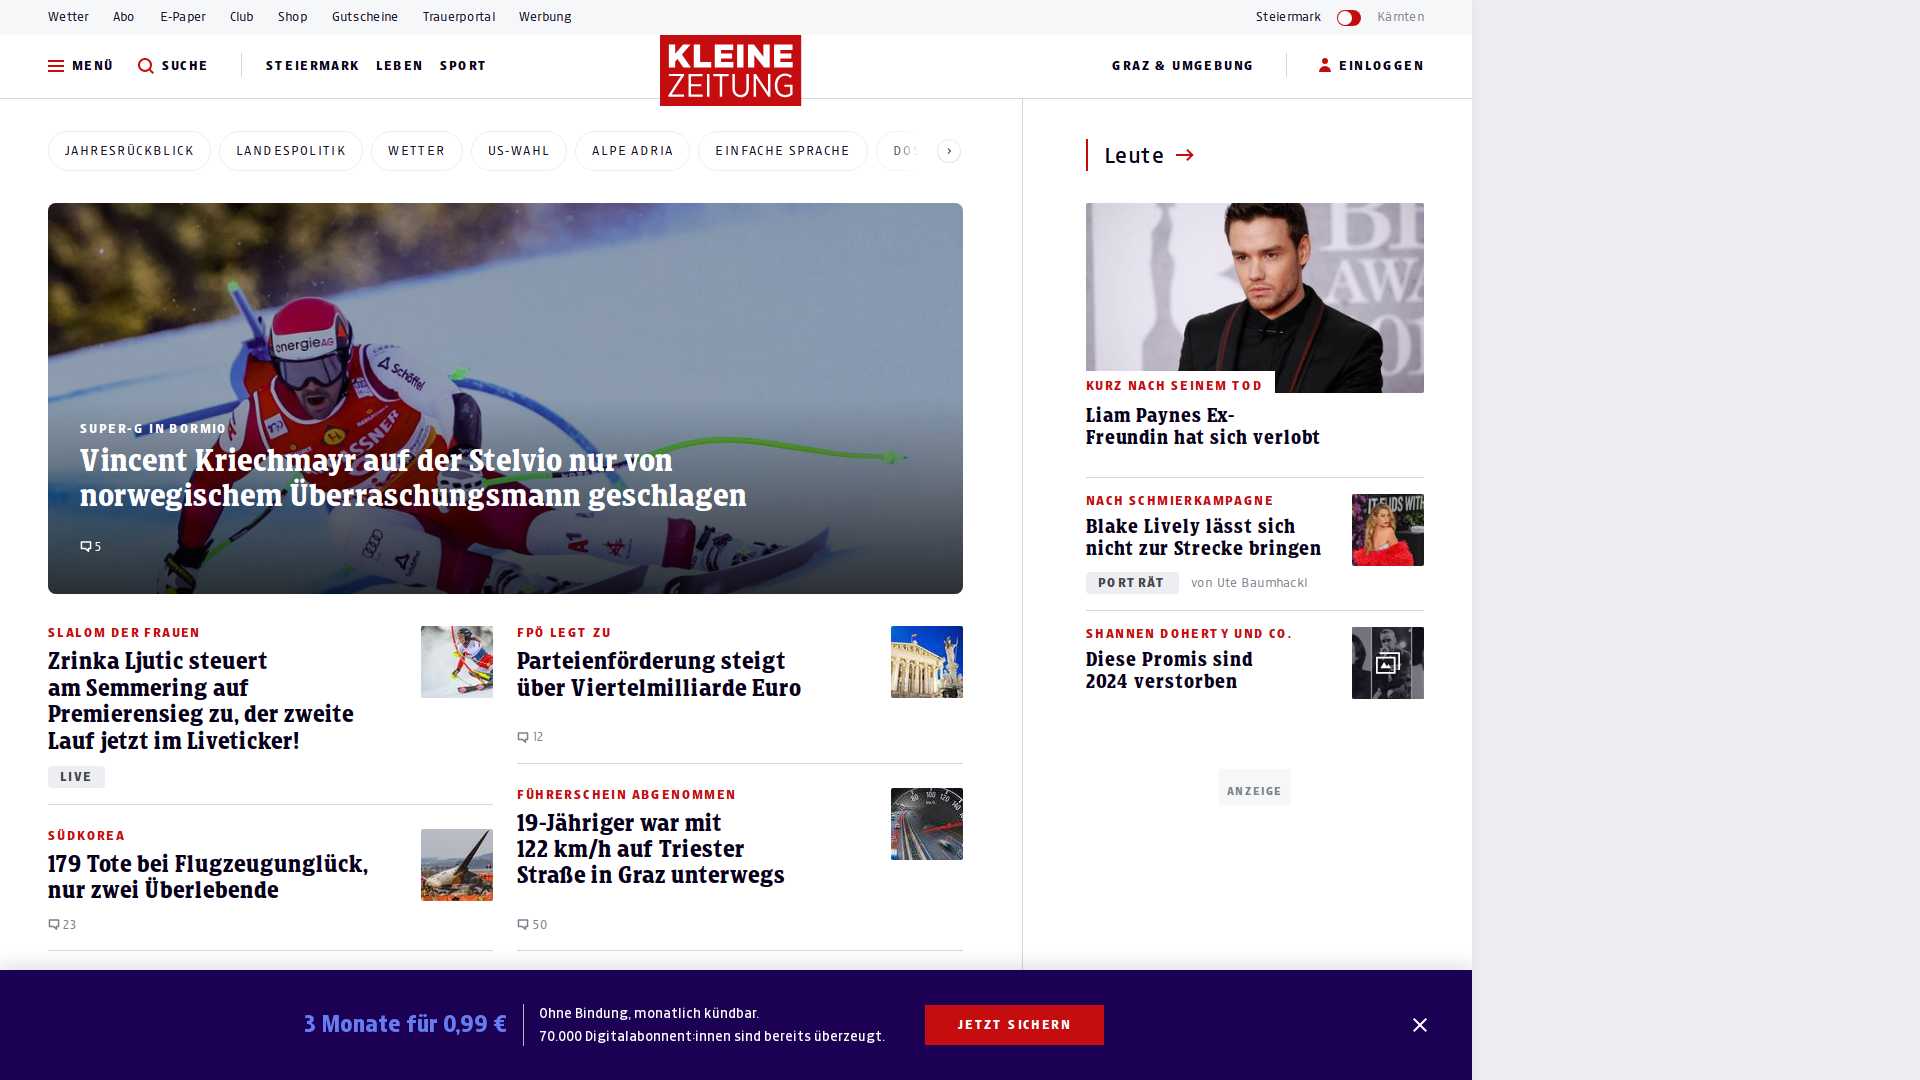 Wetter Abo E-Paper Club Shop Gutscheine Trauerportal Werbung Steiermark Kärnten
MENÜ SUCHE STEIERMARK LEBEN SPORT KLEINE ZEITUNG GRAZ & UMGEBUNG EINLOGGEN
JAHRESRÜCKBLICK LANDESPOLITIK WETTER US-WAHL ALPE ADRIA EINFACHE SPRACHE
energieAG
Schöffel
SUPER-G IN BORMIO
Vincent Kriechmayr auf der Stelvio nur von
norwegischem Überraschungsmann geschlagen
5
SLALOM DER FRAUEN
Zrinka Ljutic steuert
am Semmering auf
Premierensieg zu, der zweite
Lauf jetzt im Liveticker!
LIVE
SÜDKOREA
179 Tote bei Flugzeugunglück,
nur zwei Überlebende
23
FPÖ LEGT ZU
Parteienförderung steigt
über Viertelmilliarde Euro
12
FÜHRERSCHEIN ABGENOMMEN
19-Jähriger war mit
122 km/h auf Triester
Straße in Graz unterwegs
50
Leute
KURZ NACH SEINEM TOD
Liam Paynes Ex-
Freundin hat sich verlobt
NACH SCHMIERKAMPAGNE
Blake Lively lässt sich
nicht zur Strecke bringen
PORTRÄT von Ute Baumhackl
SHANNEN DOHERTY UND CO.
Diese Promis sind
2024 verstorben
ANZEIGE
3 Monate für 0,99 €
Ohne Bindung, monatlich kündbar.
70.000 Digitalabonnent:innen sind bereits überzeugt.
JETZT SICHERN